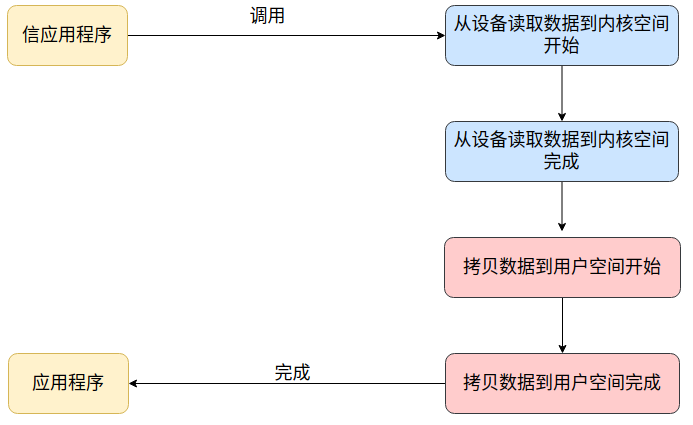 信应用程序
调用
从设备读取数据到内核空间
开始
从设备读取数据到内核空间
完成
拷贝数据到用户空间开始
应用程序
完成
拷贝数据到用户空间完成